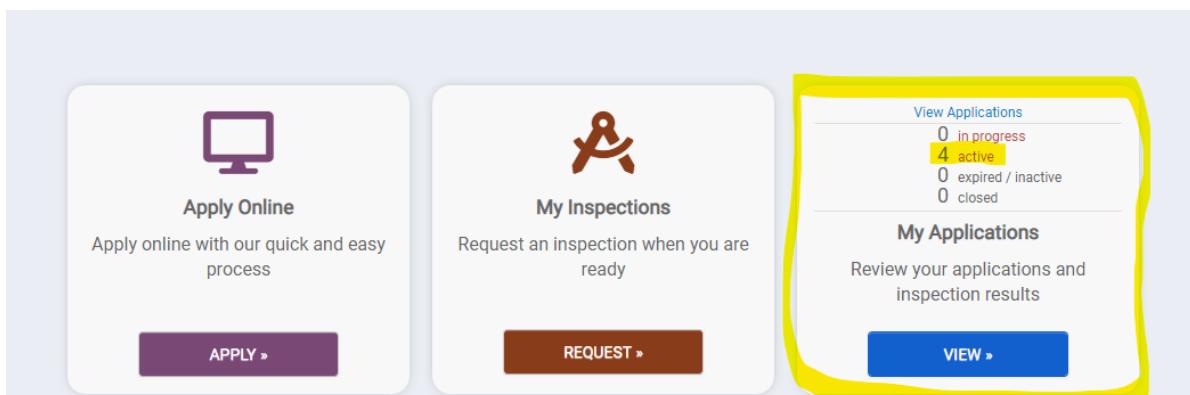 Apply Online
Apply online with our quick and easy
process
APPLY »
My Inspections
Request an inspection when you are
ready
REQUEST »
View Applications
0 in progress
4 active
0 expired / inactive
0 closed
My Applications
Review your applications and
inspection results
VIEW »